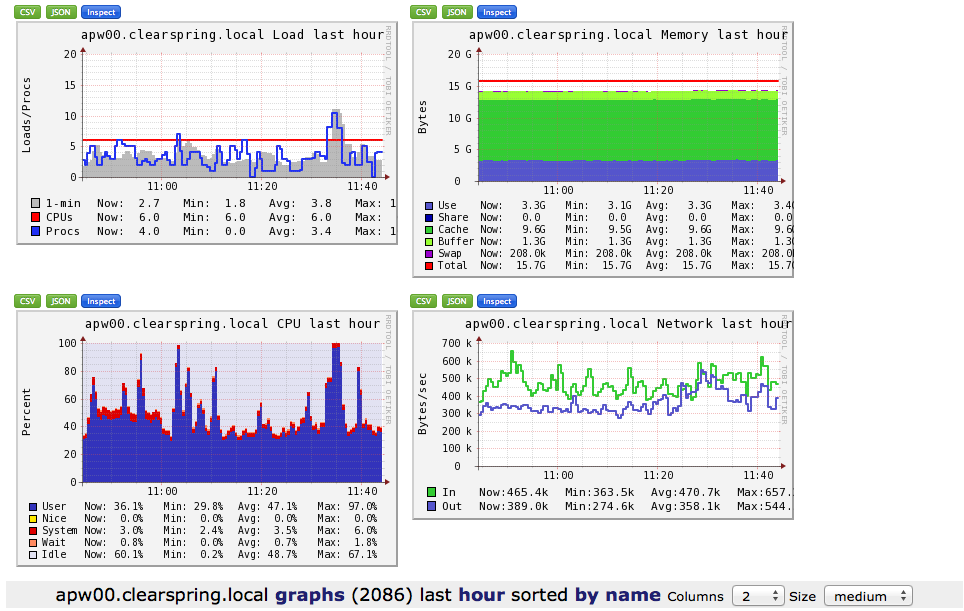 CSV JSON Inspect
apw00.clearspring.local Load last hour
RRDTOOL / TOBI OETIKER
Loads/Procs
20
15
10
5
0
11:00 11:20 11:40
1-min Now: 2.7 Min: 1.8 Avg: 3.8 Max: 1
CPUs Now: 6.0 Min: 6.0 Avg: 6.0 Max:
Procs Now: 4.0 Min: 0.0 Avg: 3.4 Max: 1
CSV JSON Inspect
apw00.clearspring.local Memory last hour
RRDTOOL / TOBI OETIKER
Bytes
20 G
15 G
10 G
5 G
0
11:00 11:20 11:40
Use Now: 3.3G Min: 3.1G Avg: 3.3G Max: 3.4G
Share Now: 0.0 Min: 0.0 Avg: 0.0 Max: 0.0
Cache Now: 9.6G Min: 9.5G Avg: 9.6G Max: 9.6G
Buffer Now: 1.3G Min: 1.3G Avg: 1.3G Max: 1.3G
Swap Now: 208.0k Min: 208.0k Avg: 208.0k Max: 208.0
Total Now: 15.7G Min: 15.7G Avg: 15.7G Max: 15.7G
CSV JSON Inspect
apw00.clearspring.local CPU last hour
RRDTOOL / TOBI OETIKER
Percent
100
80
60
40
20
0
11:00 11:20 11:40
User Now: 36.1% Min: 29.8% Avg: 47.1% Max: 97.0%
Nice Now: 0.0% Min: 0.0% Avg: 0.0% Max: 0.0%
System Now: 3.0% Min: 2.4% Avg: 3.5% Max: 6.0%
Wait Now: 0.8% Min: 0.0% Avg: 0.7% Max: 1.8%
Idle Now: 60.1% Min: 0.2% Avg: 48.7% Max: 67.1%
CSV JSON Inspect
apw00.clearspring.local Network last hour
RRDTOOL / TOBI OETIKER
Bytes/sec
700 k
600 k
500 k
400 k
300 k
200 k
100 k
0
11:00 11:20 11:40
In Now:465.4k Min:363.5k Avg:470.7k Max:657.
Out Now:389.0k Min:274.6k Avg:358.1k Max:544.
apw00.clearspring.local graphs (2086) last hour sorted by name Columns 2 Size medium